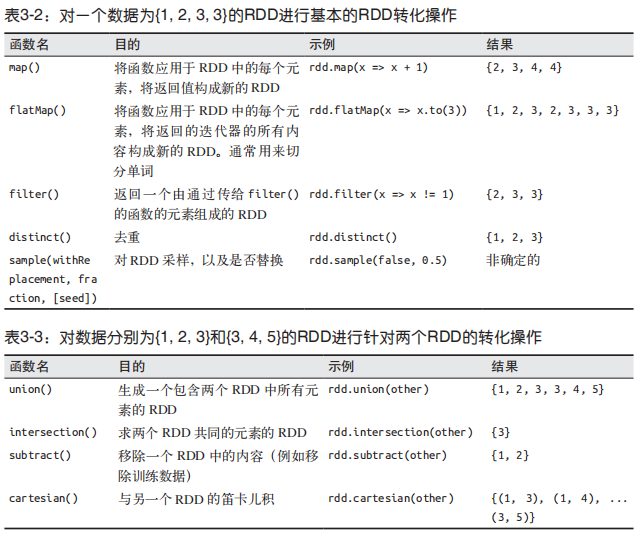 表3-2：对一个数据为{1, 2, 3, 3}的RDD进行基本的RDD转化操作
函数名 目的 示例 结果
map() 将函数应用于 RDD 中的每个元 rdd.map(x => x + 1) {2, 3, 4, 4}
素，将返回值构成新的 RDD
flatMap() 将函数应用于 RDD 中的每个元 rdd.flatMap(x => x.to(3)) {1, 2, 3, 2, 3, 3, 3}
素，将返回的迭代器的所有内
容构成新的 RDD。通常用来切
分单词
filter() 返回一个由通过传给 filter() rdd.filter(x => x != 1) {2, 3, 3}
的函数的元素组成的 RDD
distinct() 去重 rdd.distinct() {1, 2, 3}
sample(withRe 对 RDD 采样，以及是否替换 rdd.sample(false, 0.5) 非确定的
placement, fra
ction, [seed])
表3-3：对数据分别为{1, 2, 3}和{3, 4, 5}的RDD进行针对两个RDD的转化操作
函数名 目的 示例 结果
union() 生成一个包含两个 RDD 中所有元 rdd.union(other) {1, 2, 3, 3, 4, 5}
素的 RDD
intersection() 求两个 RDD 共同的元素的 RDD rdd.intersection(other) {3}
subtract() 移除一个 RDD 中的内容（例如移 rdd.subtract(other) {1, 2}
除训练数据）
cartesian() 与另一个 RDD 的笛卡儿积 rdd.cartesian(other) {(1, 3), (1, 4), ...
(3, 5)}